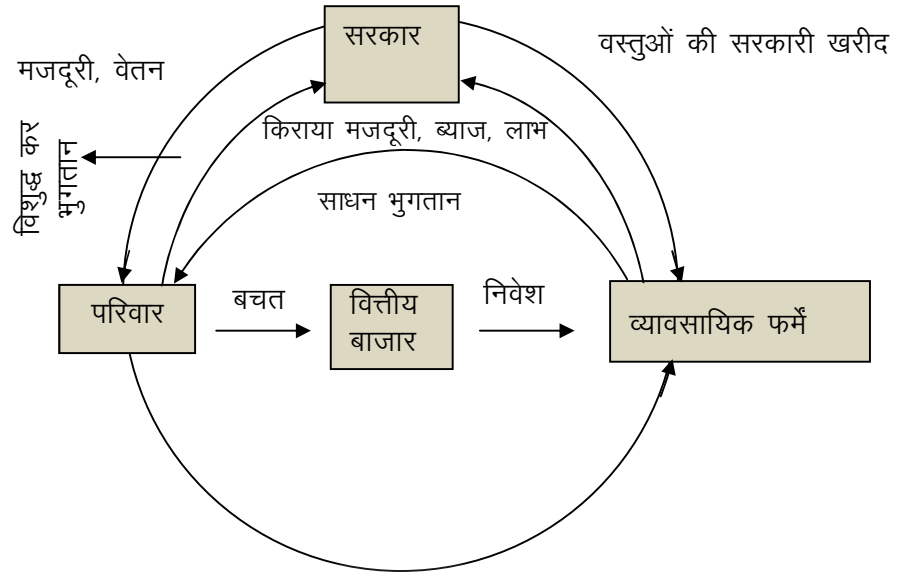 सरकार
वस्तुओं की सरकारी खरीद
मजदूरी, वेतन
किराया मजदूरी, ब्याज, लाभ
विशुद्ध कर
भुगतान
साधन भुगतान
परिवार
बचत
वित्तीय
बाजार
निवेश
व्यावसायिक फर्में